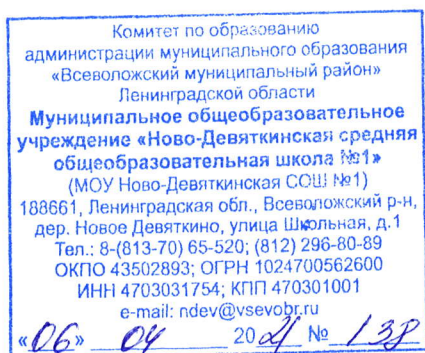 Комитет по образованию
администрации муниципального образования
«Всеволожский муниципальный район»
Ленинградской области
Муниципальное общеобразовательное
учреждение «Ново-Девяткинская средняя
общеобразовательная школа №1»
(МОУ Ново-Девяткинская СОШ №1)
188661, Ленинградская обл., Всеволожский р-н,
дер. Новое Девяткино, улица Школьная, д.1
Тел.: 8-(813-70) 65-520; (812) 296-80-89
ОКПО 43502893; ОГРН 1024700562600
ИНН 4703031754; КПП 470301001
e-mail: ndev@vsevobr.ru
«06» 04 2021 № 138